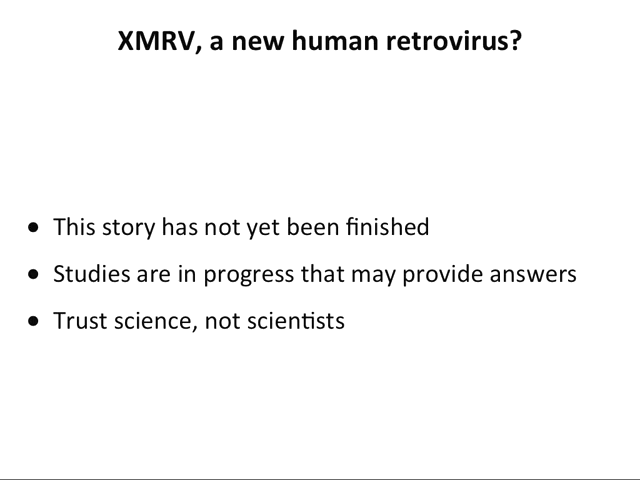 XMRV, a new human retrovirus?
• This story has not yet been finished
• Studies are in progress that may provide answers
• Trust science, not scientists